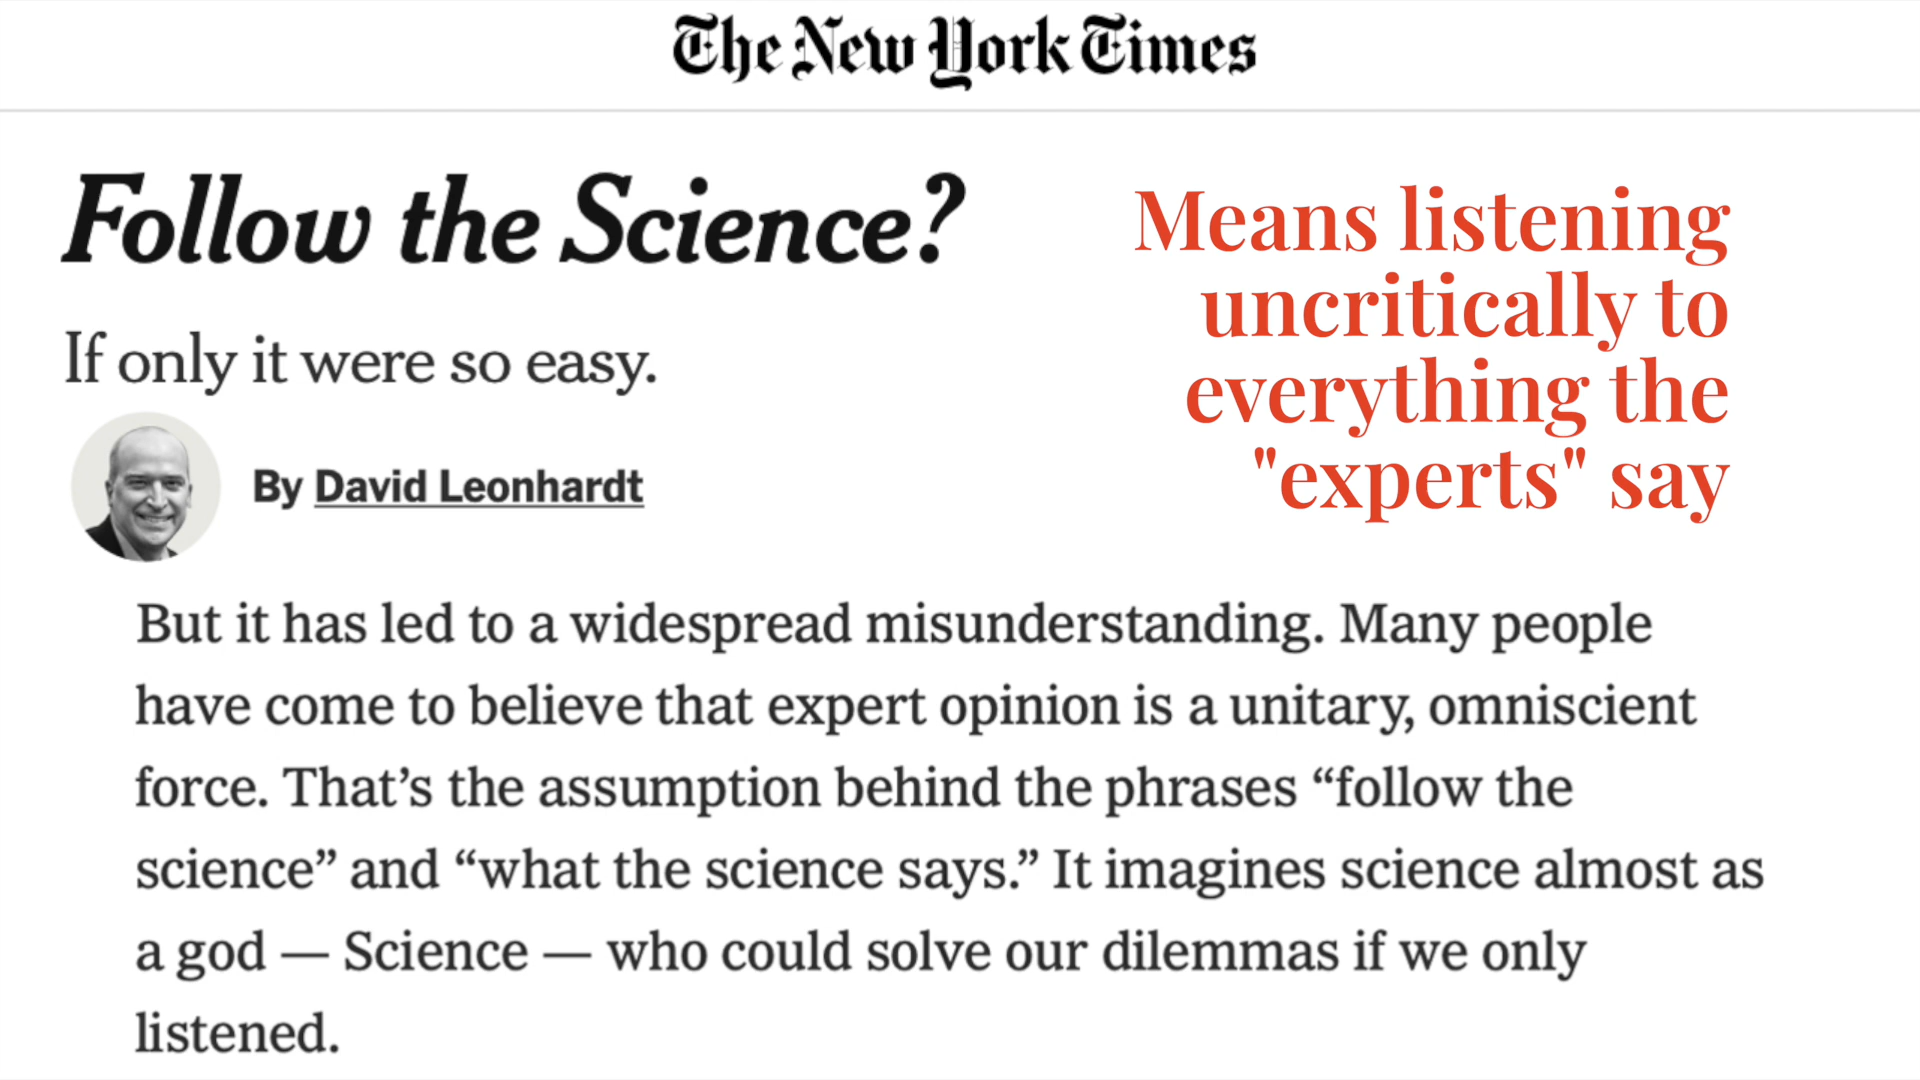 The New York Times
Follow the Science?
If only it were so easy.
By David Leonhardt
Means listening
uncritically to
everything the
"experts" say
But it has led to a widespread misunderstanding. Many people
have come to believe that expert opinion is a unitary, omniscient
force. That’s the assumption behind the phrases “follow the
science” and “what the science says.” It imagines science almost as
a god — Science — who could solve our dilemmas if we only
listened.